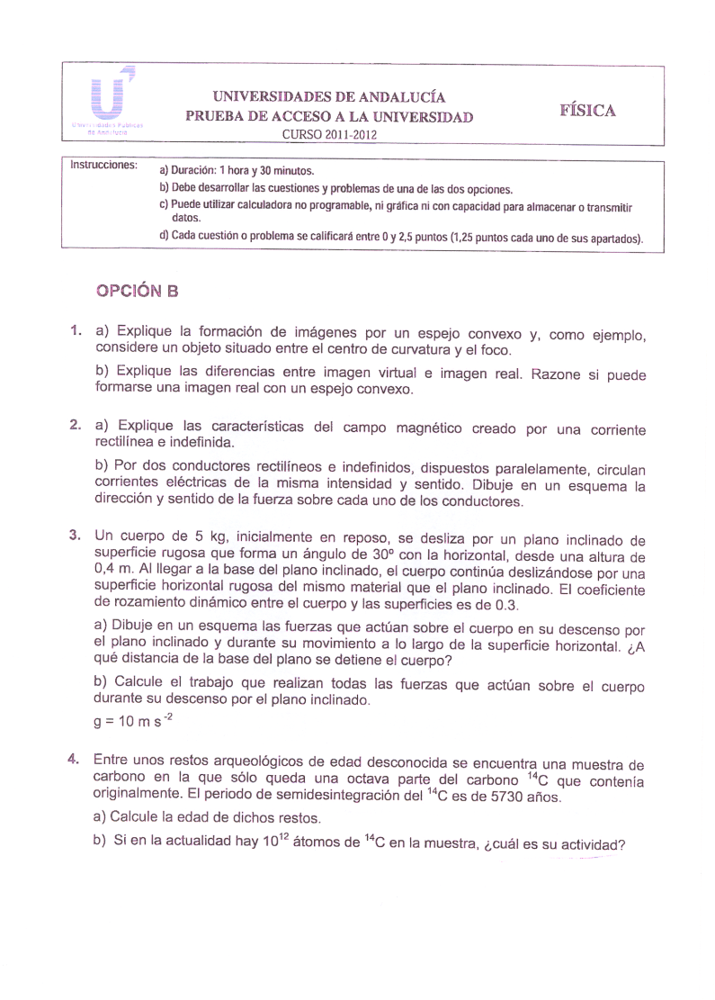 Universidades Públicas
de Andalucía
UNIVERSIDADES DE ANDALUCÍA
PRUEBA DE ACCESO A LA UNIVERSIDAD
CURSO 2011-2012
FÍSICA
Instrucciones:
a) Duración: 1 hora y 30 minutos.
b) Debe desarrollar las cuestiones y problemas de una de las dos opciones.
c) Puede utilizar calculadora no programable, ni gráfica ni con capacidad para almacenar o transmitir
datos.
d) Cada cuestión o problema se calificará entre 0 y 2,5 puntos (1,25 puntos cada uno de sus apartados).
OPCIÓN B
1. a) Explique la formación de imágenes por un espejo convexo y, como ejemplo,
considere un objeto situado entre el centro de curvatura y el foco.
b) Explique las diferencias entre imagen virtual e imagen real. Razone si puede
formarse una imagen real con un espejo convexo.
2. a) Explique las características del campo magnético creado por una corriente
rectilínea e indefinida.
b) Por dos conductores rectilíneos e indefinidos, dispuestos paralelamente, circulan
corrientes eléctricas de la misma intensidad y sentido. Dibuje en un esquema la
dirección y sentido de la fuerza sobre cada uno de los conductores.
3. Un cuerpo de 5 kg, inicialmente en reposo, se desliza por un plano inclinado de
superficie rugosa que forma un ángulo de 30º con la horizontal, desde una altura de
0,4 m. Al llegar a la base del plano inclinado, el cuerpo continúa deslizándose por una
superficie horizontal rugosa del mismo material que el plano inclinado. El coeficiente
de rozamiento dinámico entre el cuerpo y las superficies es de 0.3.
a) Dibuje en un esquema las fuerzas que actúan sobre el cuerpo en su descenso por
el plano inclinado y durante su movimiento a lo largo de la superficie horizontal. ¿A
qué distancia de la base del plano se detiene el cuerpo?
b) Calcule el trabajo que realizan todas las fuerzas que actúan sobre el cuerpo
durante su descenso por el plano inclinado.
g = 10 m s⁻²
4. Entre unos restos arqueológicos de edad desconocida se encuentra una muestra de
carbono en la que sólo queda una octava parte del carbono ¹⁴C que contenía
originalmente. El periodo de semidesintegración del ¹⁴C es de 5730 años.
a) Calcule la edad de dichos restos.
b) Si en la actualidad hay 10¹² átomos de ¹⁴C en la muestra, ¿cuál es su actividad?